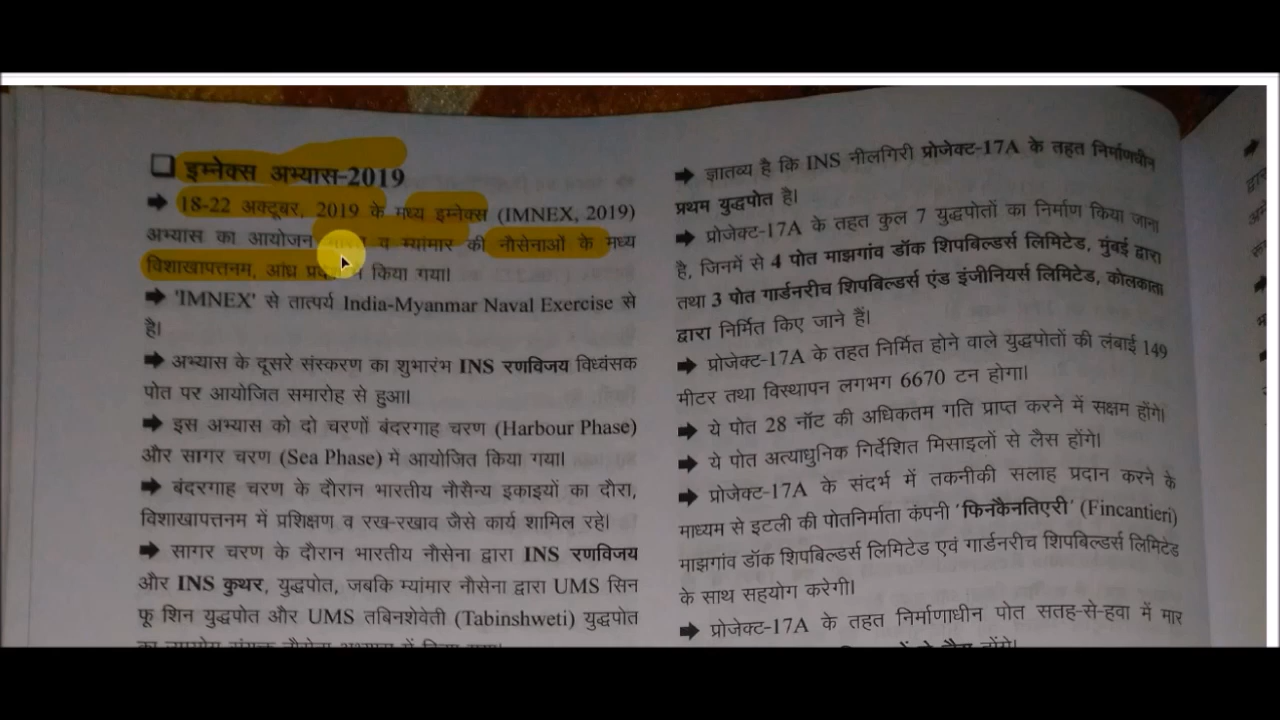 इम्नेक्स अभ्यास-2019
➡ 18-22 अक्टूबर, 2019 के मध्य इम्नेक्स (IMNEX, 2019)
अभ्यास का आयोजन व म्यांमार की नौसेनाओं के मध्य
विशाखापत्तनम, आंध्र किया गया।
➡ 'IMNEX' से तात्पर्य India-Myanmar Naval Exercise से
है।
➡ अभ्यास के दूसरे संस्करण का शुभारंभ INS रणविजय विध्वंसक
पोत पर आयोजित समारोह से हुआ।
➡ इस अभ्यास को दो चरणों बंदरगाह चरण (Harbour Phase)
और सागर चरण (Sea Phase) में आयोजित किया गया।
➡ बंदरगाह चरण के दौरान भारतीय नौसैन्य इकाइयों का दौरा,
विशाखापत्तनम में प्रशिक्षण व रख-रखाव जैसे कार्य शामिल रहे।
➡ सागर चरण के दौरान भारतीय नौसेना द्वारा INS रणविजय
और INS कुथर, युद्धपोत, जबकि म्यांमार नौसेना द्वारा UMS सिन
फू शिन युद्धपोत और UMS तबिनशेवेती (Tabinshweti) युद्धपोत
➡ ज्ञातव्य है कि INS नीलगिरी प्रोजेक्ट-17A के तहत निर्माणधीन
प्रथम युद्धपोत है।
➡ प्रोजेक्ट-17A के तहत कुल 7 युद्धपोतों का निर्माण किया जाना
है, जिनमें से 4 पोत माझगांव डॉक शिपबिल्डर्स लिमिटेड, मुंबई द्वारा
तथा 3 पोत गार्डनरीच शिपबिल्डर्स एंड इंजीनियर्स लिमिटेड, कोलकाता
द्वारा निर्मित किए जाने हैं।
➡ प्रोजेक्ट-17A के तहत निर्मित होने वाले युद्धपोतों की लंबाई 149
मीटर तथा विस्थापन लगभग 6670 टन होगा।
➡ ये पोत 28 नॉट की अधिकतम गति प्राप्त करने में सक्षम होंगे।
➡ ये पोत अत्याधुनिक निर्देशित मिसाइलों से लैस होंगे।
➡ प्रोजेक्ट-17A के संदर्भ में तकनीकी सलाह प्रदान करने के
माध्यम से इटली की पोतनिर्माता कंपनी 'फिनकैनतिएरी' (Fincantieri)
माझगांव डॉक शिपबिल्डर्स लिमिटेड एवं गार्डनरीच शिपबिल्डर्स लिमिटेड
के साथ सहयोग करेगी।
➡ प्रोजेक्ट-17A के तहत निर्माणाधीन पोत सतह-से-हवा में मार